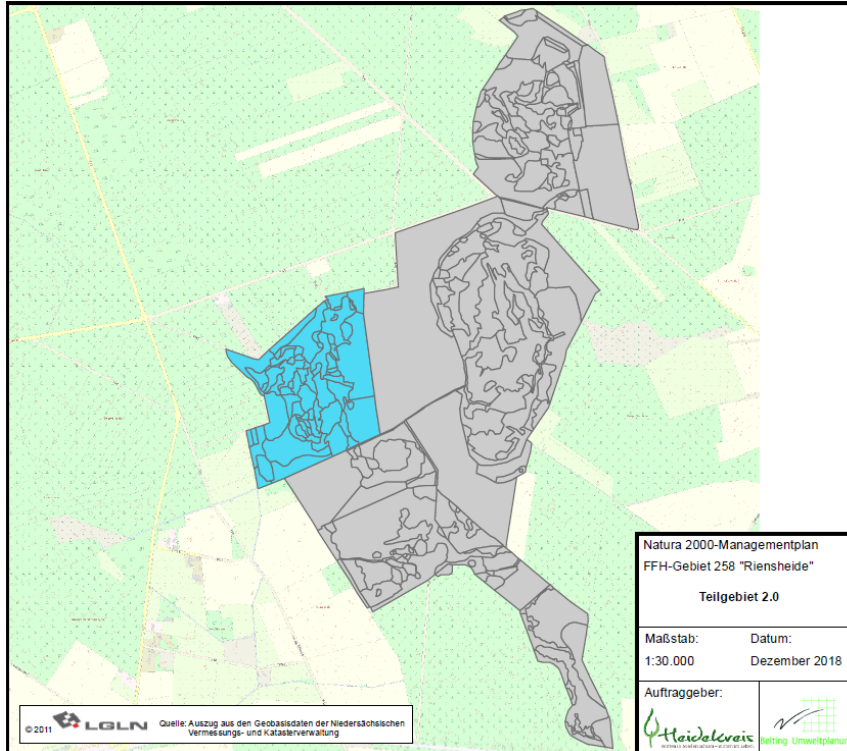 Natura 2000-Managementplan
FFH-Gebiet 258 "Riensheide"
Teilgebiet 2.0
Maßstab: Datum:
1:30.000 Dezember 2018
Auftraggeber:
Heidekreis
Belting Umweltplanung
© 2011 LGLN Quelle: Auszug aus den Geobasisdaten der Niedersächsischen
Vermessungs- und Katasterverwaltung